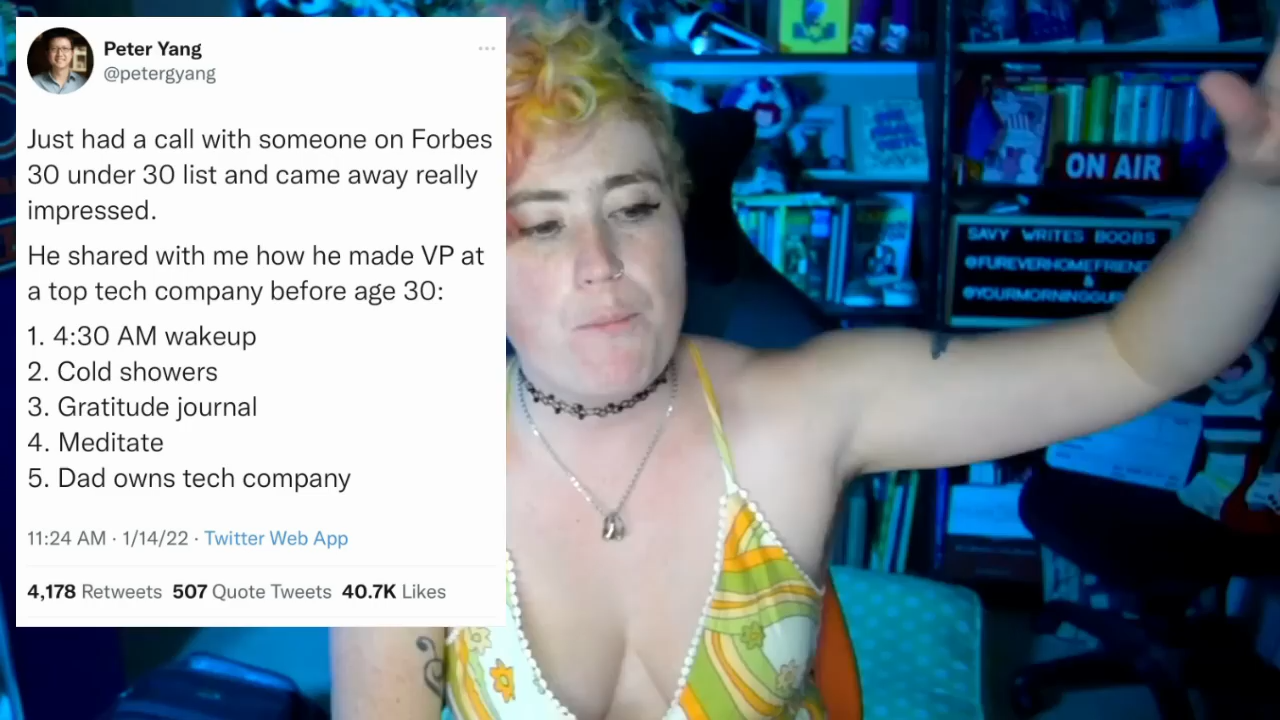 Peter Yang
@petergyang
Just had a call with someone on Forbes
30 under 30 list and came away really
impressed.
He shared with me how he made VP at
a top tech company before age 30:
1. 4:30 AM wakeup
2. Cold showers
3. Gratitude journal
4. Meditate
5. Dad owns tech company
11:24 AM · 1/14/22 · Twitter Web App
4,178 Retweets 507 Quote Tweets 40.7K Likes
ON AIR
SAVY WRITES BOOBS
@FUREVERHOMEFRIEND
&